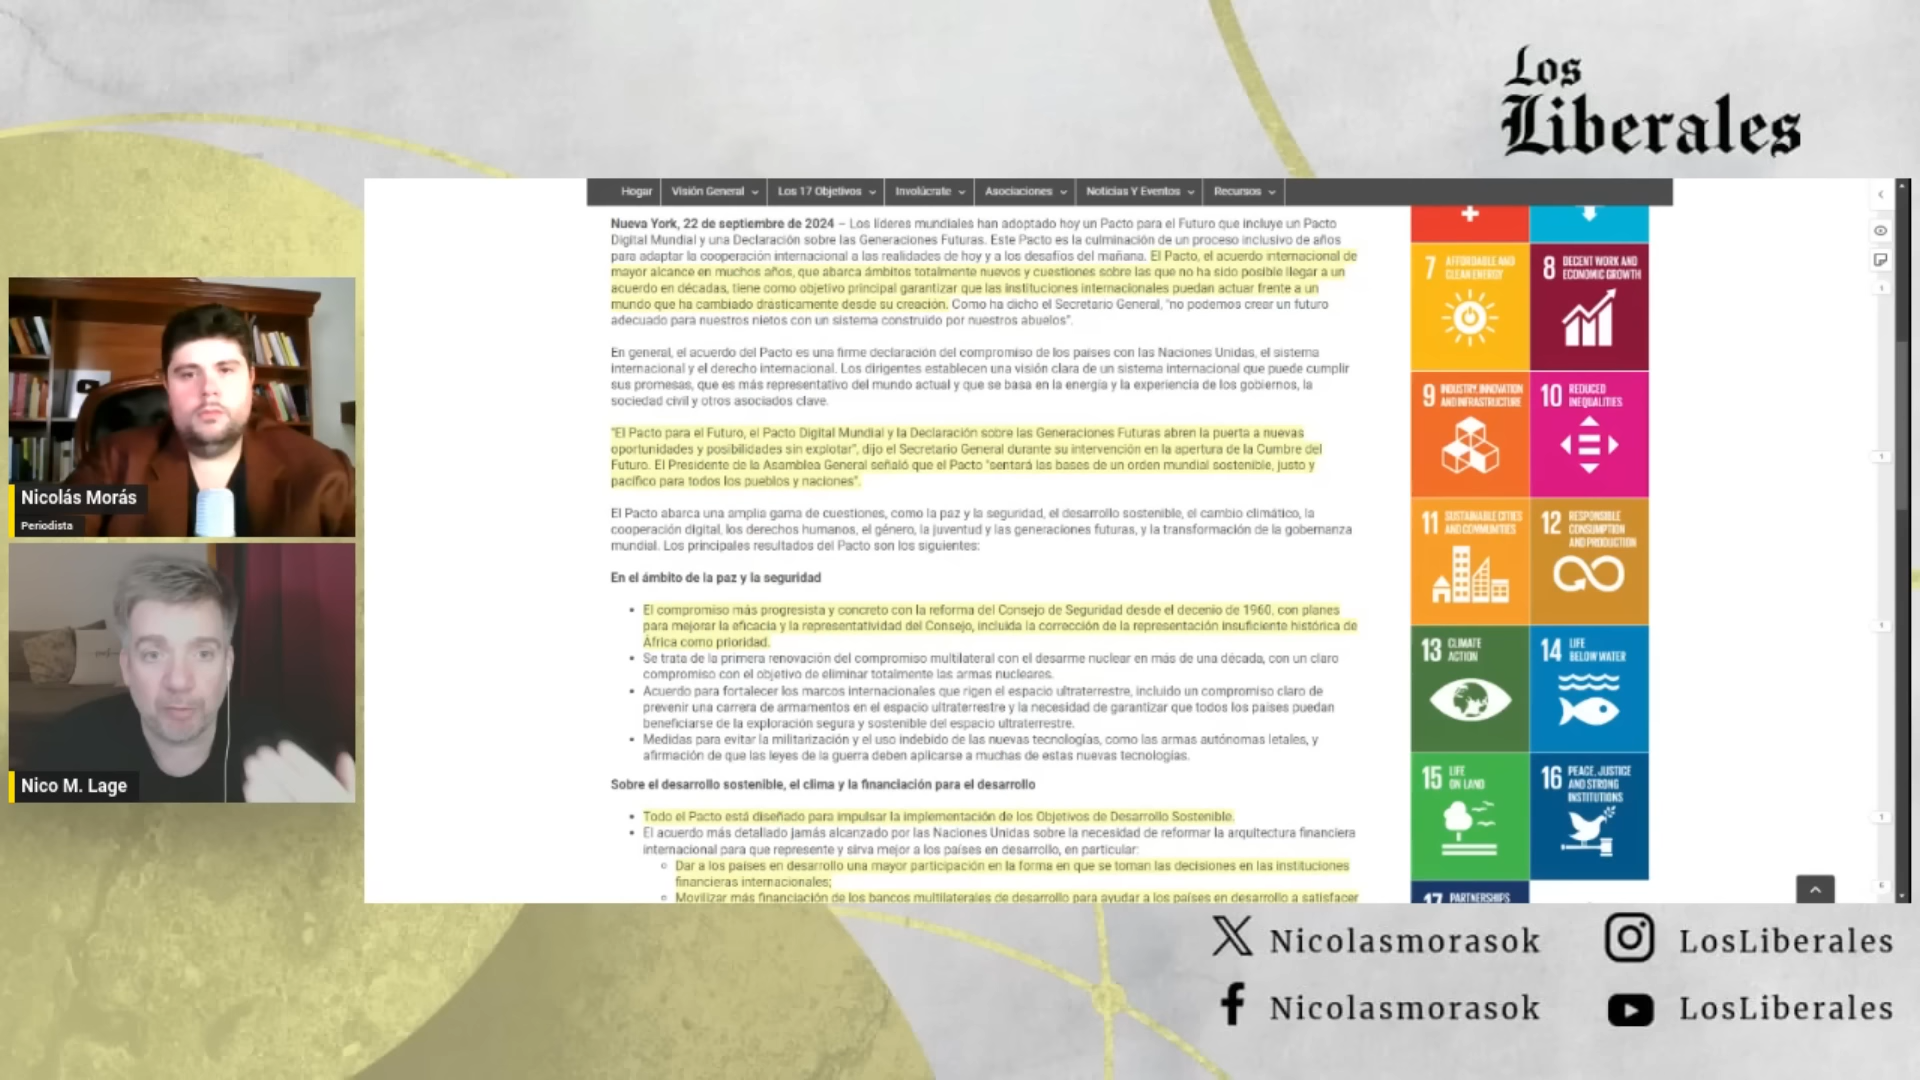 Los
Liberales
Hogar
Visión General
Los 17 Objetivos
Involúcrate
Asociaciones
Noticias Y Eventos
Recursos
Nueva York, 22 de septiembre de 2024 – Los líderes mundiales han adoptado hoy un Pacto para el Futuro que incluye un Pacto
Digital Mundial y una Declaración sobre las Generaciones Futuras. Este Pacto es la culminación de un proceso inclusivo de años
para adaptar la cooperación internacional a las realidades de hoy y a los desafíos del mañana. El Pacto, el acuerdo internacional de
mayor alcance en muchos años, que abarca ámbitos totalmente nuevos y cuestiones sobre las que no ha sido posible llegar a un
acuerdo en décadas, tiene como objetivo principal garantizar que las instituciones internacionales puedan actuar frente a un
mundo que ha cambiado drásticamente desde su creación. Como ha dicho el Secretario General, "no podemos crear un futuro
adecuado para nuestros nietos con un sistema construido por nuestros abuelos".
En general, el acuerdo del Pacto es una firme declaración del compromiso de los países con las Naciones Unidas, el sistema
internacional y el derecho internacional. Los dirigentes establecen una visión clara de un sistema internacional que puede cumplir
sus promesas, que es más representativo del mundo actual y que se basa en la energía y la experiencia de los gobiernos, la
sociedad civil y otros asociados clave.
"El Pacto para el Futuro, el Pacto Digital Mundial y la Declaración sobre las Generaciones Futuras abren la puerta a nuevas
oportunidades y posibilidades sin explotar", dijo el Secretario General durante su intervención en la apertura de la Cumbre del
Futuro. El Presidente de la Asamblea General señaló que el Pacto "sentará las bases de un orden mundial sostenible, justo y
pacífico para todos los pueblos y naciones".
El Pacto abarca una amplia gama de cuestiones, como la paz y la seguridad, el desarrollo sostenible, el cambio climático, la
cooperación digital, los derechos humanos, el género, la juventud y las generaciones futuras, y la transformación de la gobernanza
mundial. Los principales resultados del Pacto son los siguientes:
En el ámbito de la paz y la seguridad
El compromiso más progresista y concreto con la reforma del Consejo de Seguridad desde el decenio de 1960, con planes
para mejorar la eficacia y la representatividad del Consejo, incluida la corrección de la representación insuficiente histórica de
África como prioridad.
Se trata de la primera renovación del compromiso multilateral con el desarme nuclear en más de una década, con un claro
compromiso con el objetivo de eliminar totalmente las armas nucleares.
Acuerdo para fortalecer los marcos internacionales que rigen el espacio ultraterrestre, incluido un compromiso claro de
prevenir una carrera de armamentos en el espacio ultraterrestre y la necesidad de garantizar que todos los países puedan
beneficiarse de la exploración segura y sostenible del espacio ultraterrestre.
Medidas para evitar la militarización y el uso indebido de las nuevas tecnologías, como las armas autónomas letales, y
afirmación de que las leyes de la guerra deben aplicarse a muchas de estas nuevas tecnologías.
Sobre el desarrollo sostenible, el clima y la financiación para el desarrollo
Todo el Pacto está diseñado para impulsar la implementación de los Objetivos de Desarrollo Sostenible.
El acuerdo más detallado jamás alcanzado por las Naciones Unidas sobre la necesidad de reformar la arquitectura financiera
internacional para que represente y sirva mejor a los países en desarrollo, en particular:
Dar a los países en desarrollo una mayor participación en la forma en que se toman las decisiones en las instituciones
financieras internacionales;
Movilizar más financiación de los bancos multilaterales de desarrollo para ayudar a los países en desarrollo a satisfacer
7 AFFORDABLE AND
CLEAN ENERGY
8 DECENT WORK AND
ECONOMIC GROWTH
9 INDUSTRY, INNOVATION
AND INFRASTRUCTURE
10 REDUCED
INEQUALITIES
11 SUSTAINABLE CITIES
AND COMMUNITIES
12 RESPONSIBLE
CONSUMPTION
AND PRODUCTION
13 CLIMATE
ACTION
14 LIFE
BELOW WATER
15 LIFE
ON LAND
16 PEACE, JUSTICE
AND STRONG
INSTITUTIONS
17 PARTNERSHIPS
Nicolás Morás
Periodista
Nico M. Lage
Nicolasmorasok
LosLiberales
Nicolasmorasok
LosLiberales